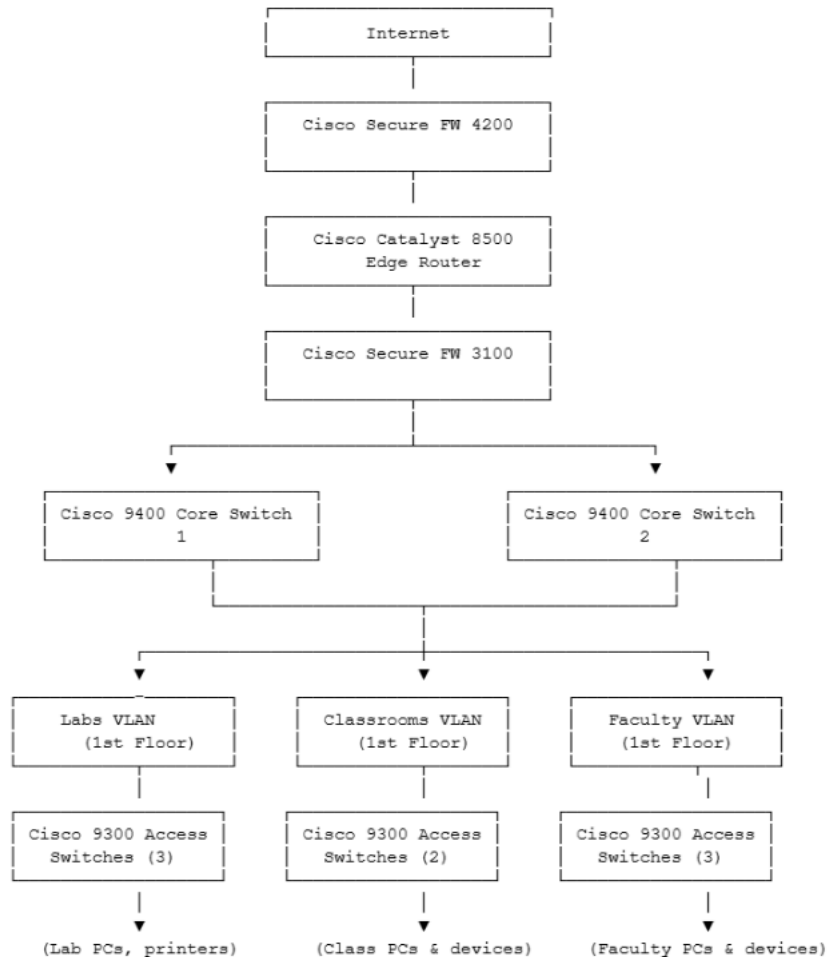 Internet
Cisco Secure FW 4200
Cisco Catalyst 8500
Edge Router
Cisco Secure FW 3100
Cisco 9400 Core Switch
1
Cisco 9400 Core Switch
2
Labs VLAN
(1st Floor)
Classrooms VLAN
(1st Floor)
Faculty VLAN
(1st Floor)
Cisco 9300 Access
Switches (3)
Cisco 9300 Access
Switches (2)
Cisco 9300 Access
Switches (3)
(Lab PCs, printers)
(Class PCs & devices)
(Faculty PCs & devices)